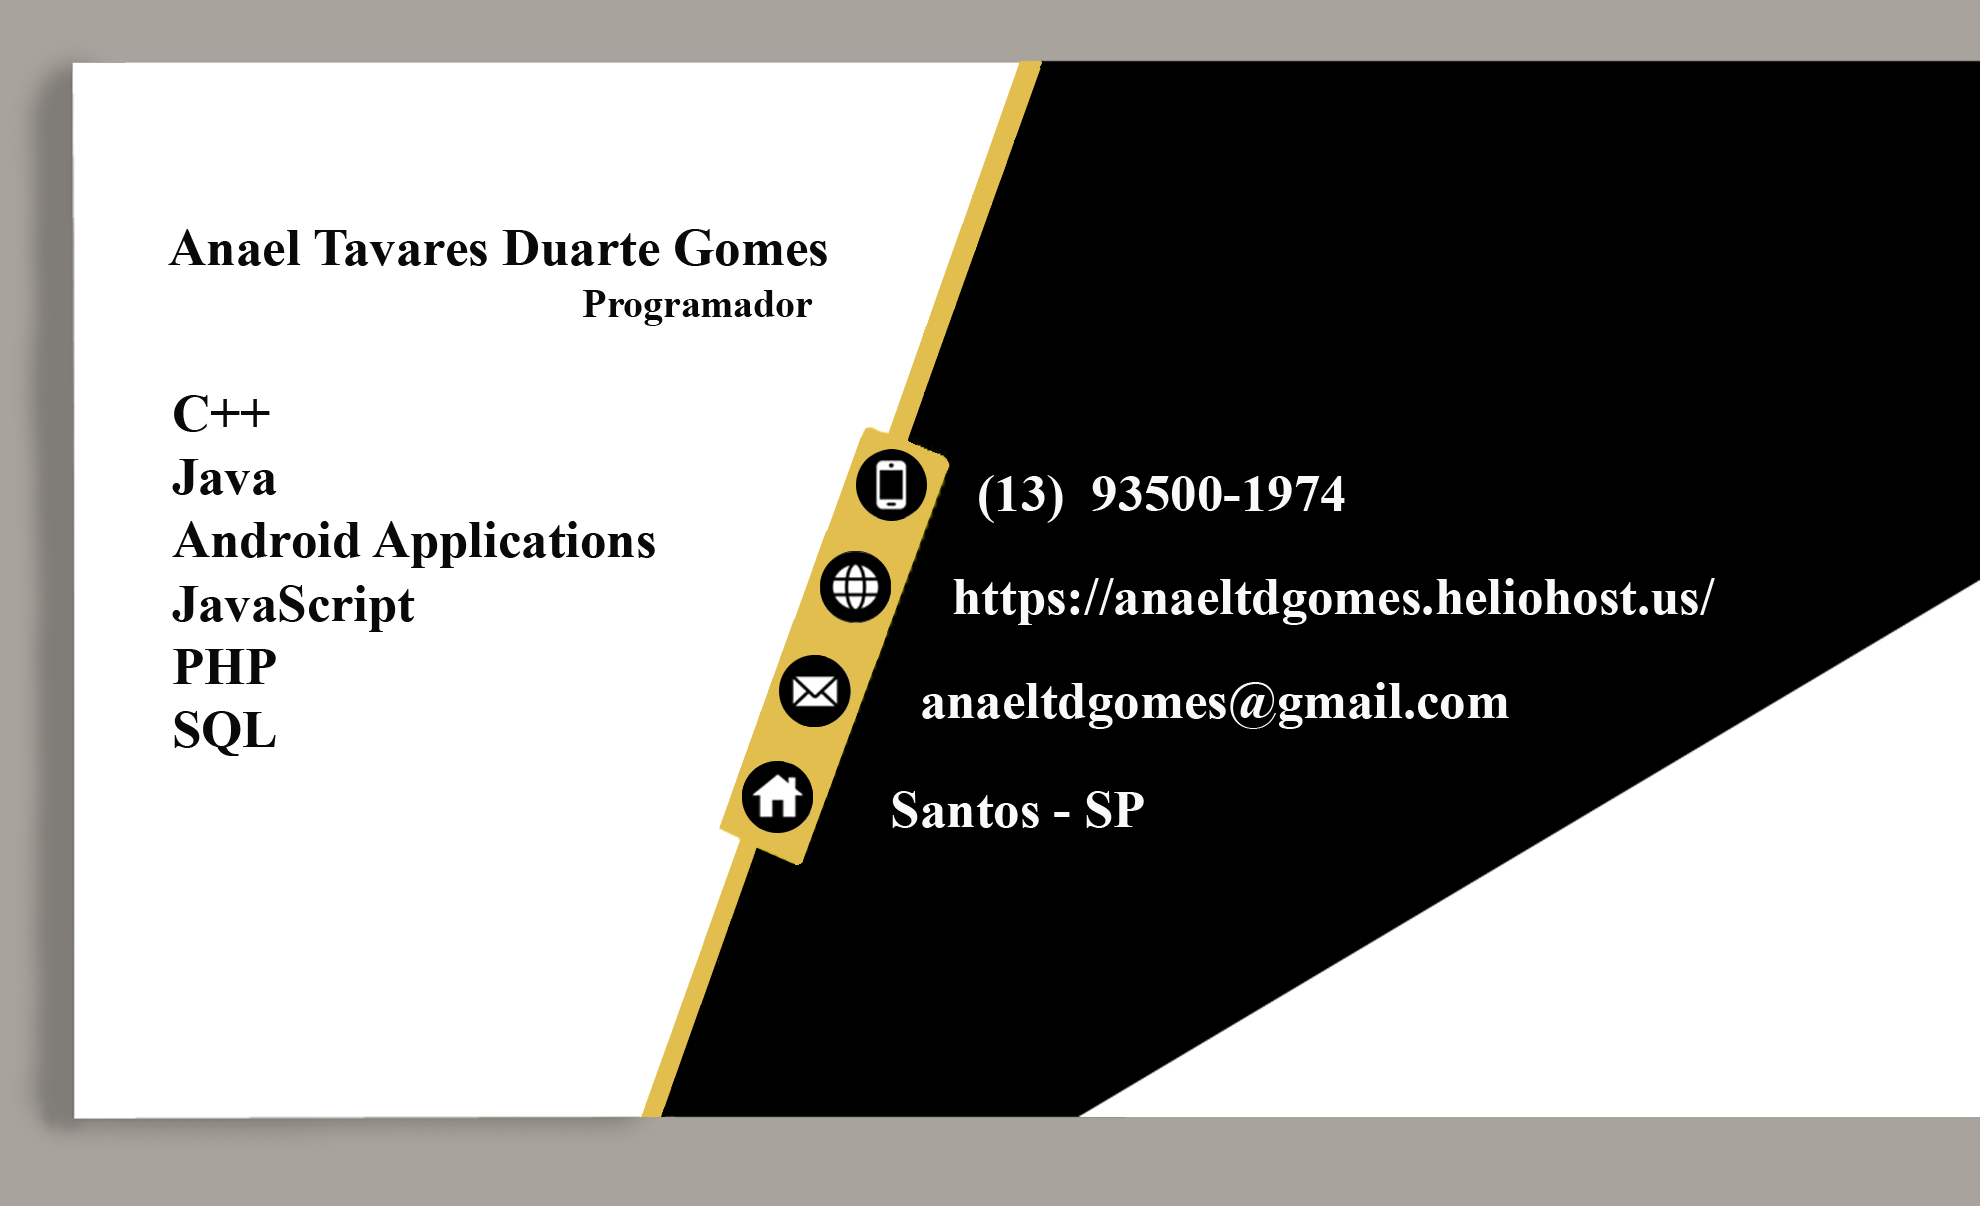 Anael Tavares Duarte Gomes
Programador
C++
Java
Android Applications
JavaScript
PHP
SQL
(13) 93500-1974
https://anaeltdgomes.heliohost.us/
anaeltdgomes@gmail.com
Santos - SP